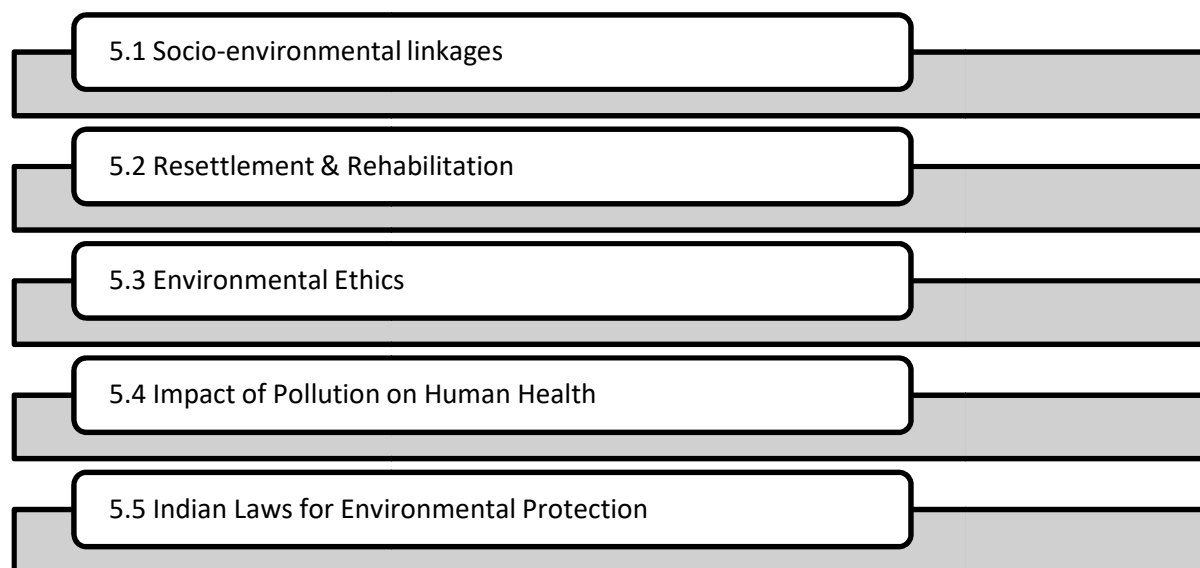 5.1 Socio-environmental linkages
5.2 Resettlement & Rehabilitation
5.3 Environmental Ethics
5.4 Impact of Pollution on Human Health
5.5 Indian Laws for Environmental Protection